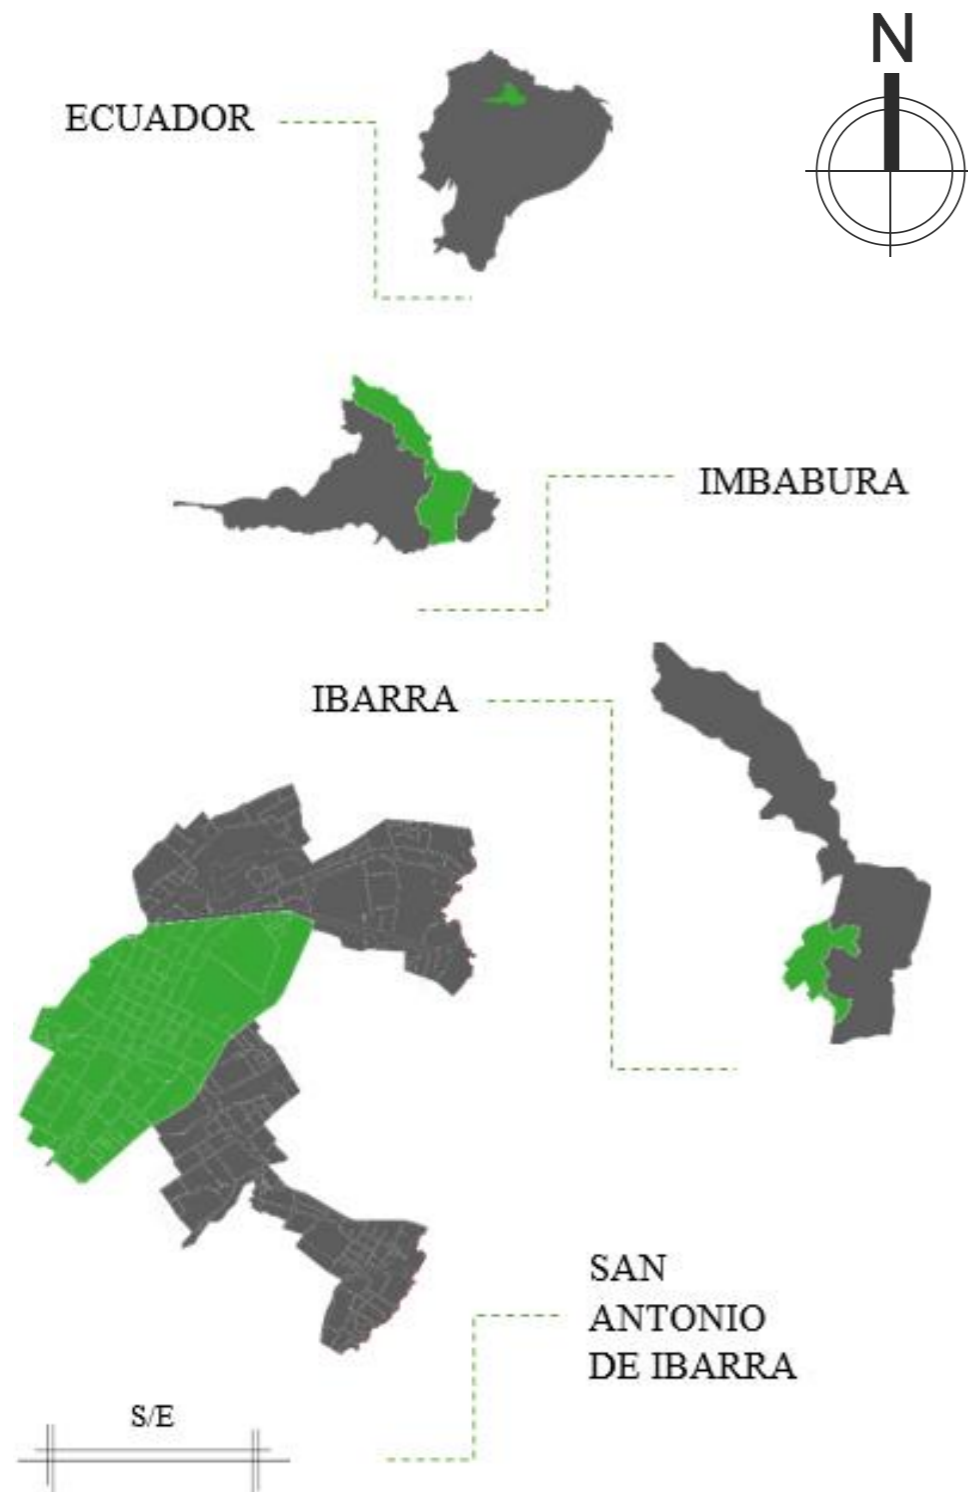 N
ECUADOR
IMBABURA
IBARRA
SAN
ANTONIO
DE IBARRA
S/E